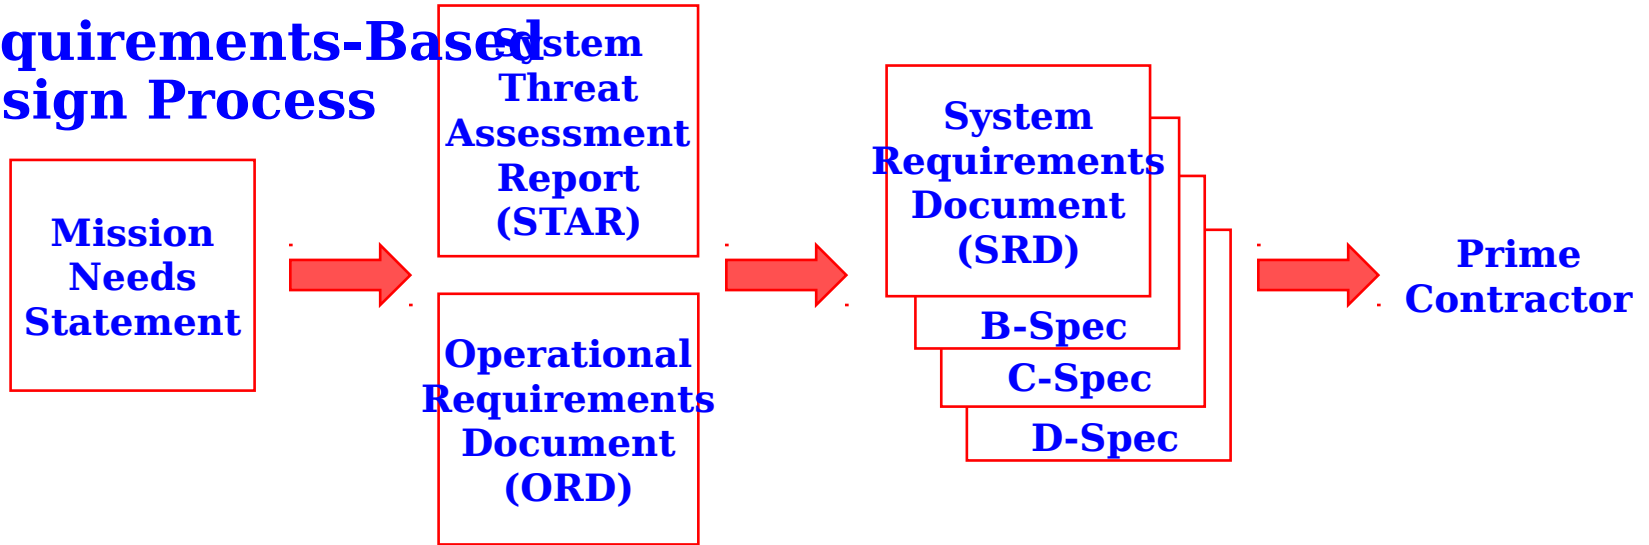 quirements-Based
sign Process
Mission
Needs
Statement
System
Threat
Assessment
Report
(STAR)
Operational
Requirements
Document
(ORD)
System
Requirements
Document
(SRD)
B-Spec
C-Spec
D-Spec
Prime
Contractor